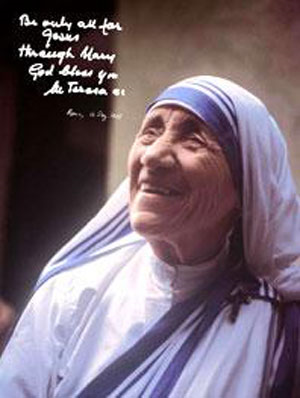 Be only all for
Jesus
through Mary
God bless you
M. Teresa mc